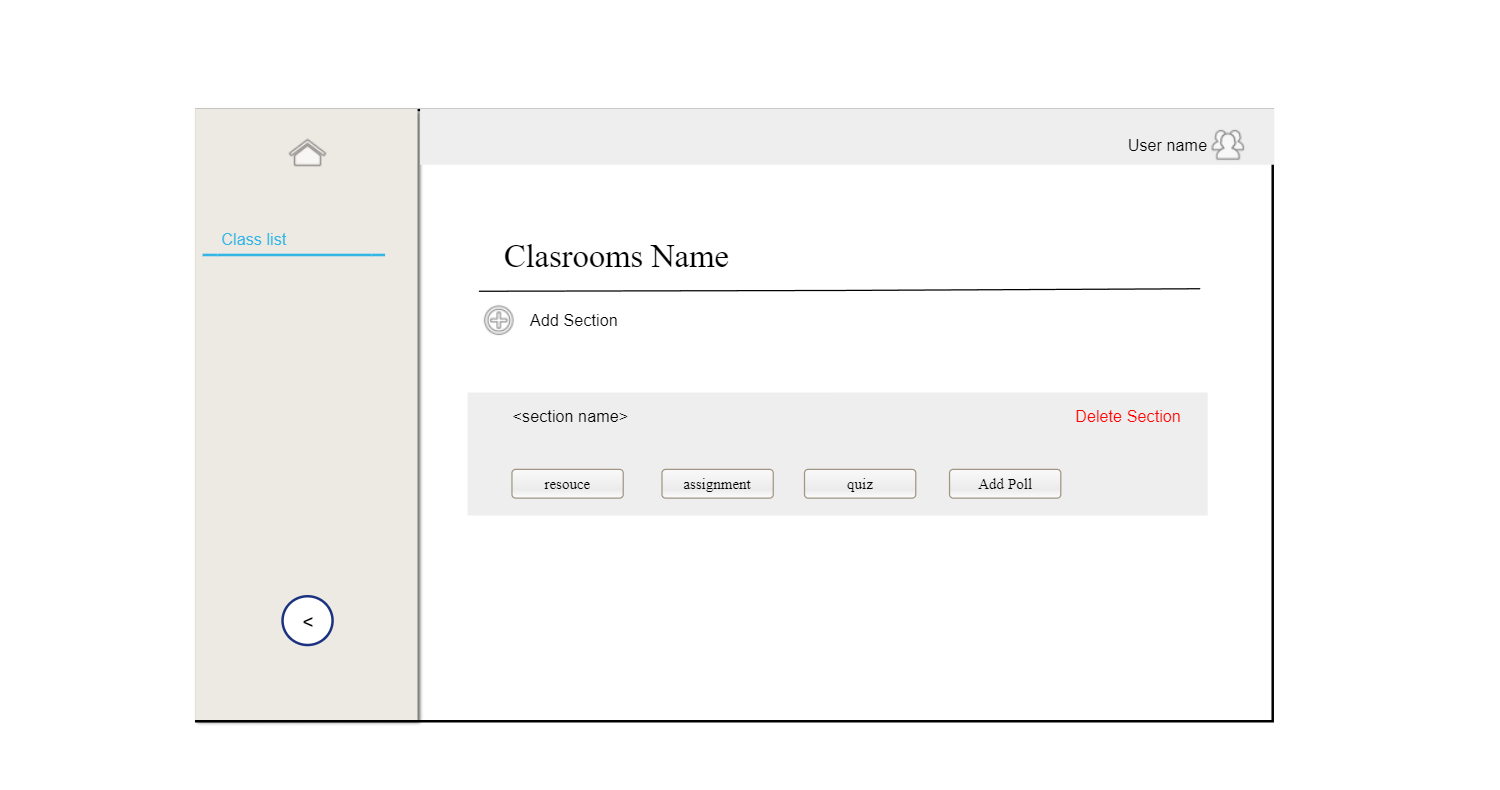 User name
Class list
Clasrooms Name
Add Section
<section name>
Delete Section
resouce
assignment
quiz
Add Poll
<